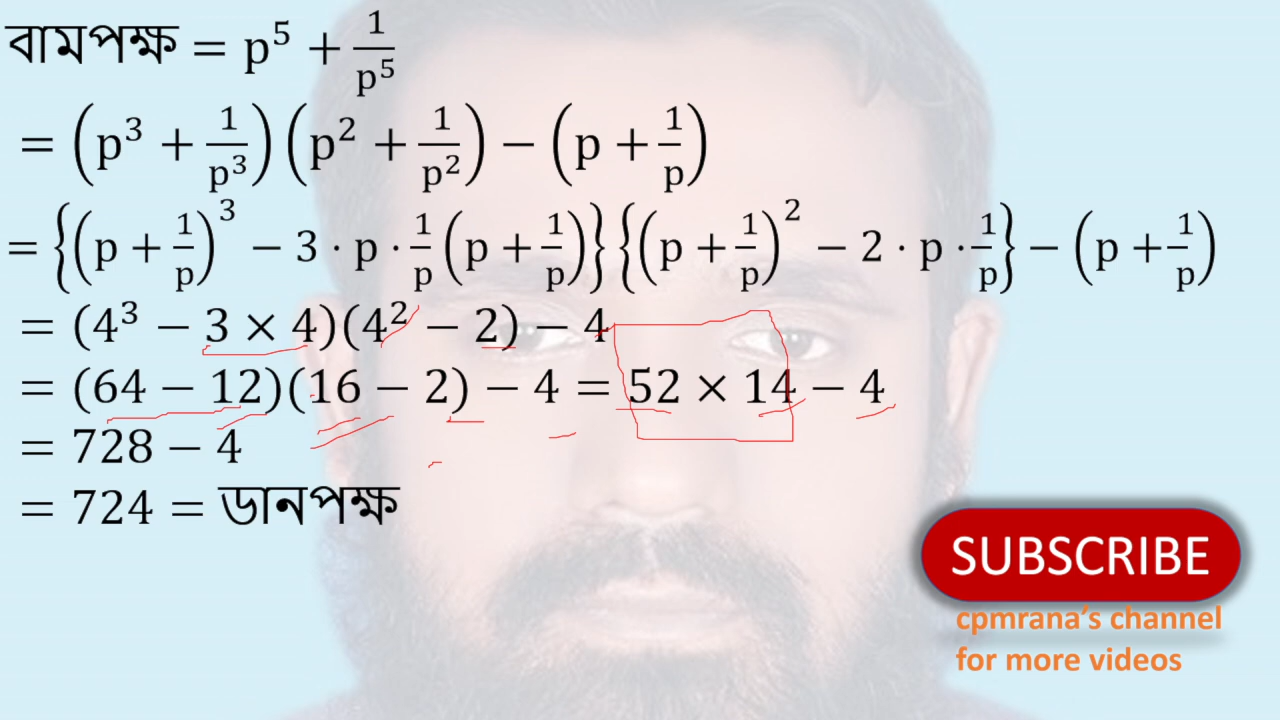 বামপক্ষ = p⁵ + 1/p⁵
= (p³ + 1/p³)(p² + 1/p²) − (p + 1/p)
= {(p + 1/p)³ − 3 · p · 1/p (p + 1/p)} {(p + 1/p)² − 2 · p · 1/p} − (p + 1/p)
= (4³ − 3 × 4)(4² − 2) − 4
= (64 − 12)(16 − 2) − 4 = 52 × 14 − 4
= 728 − 4
= 724 = ডানপক্ষ
SUBSCRIBE
cpmrana’s channel
for more videos